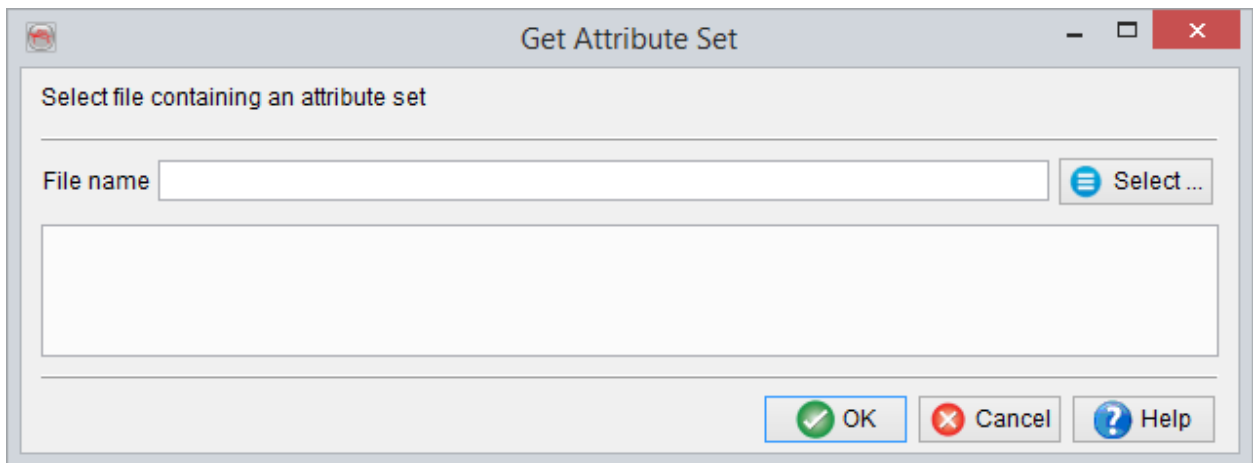 Get Attribute Set
Select file containing an attribute set
File name Select ...
OK Cancel Help